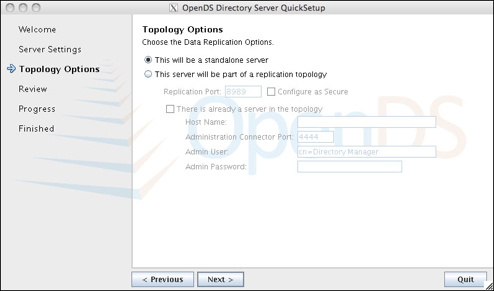 OpenDS Directory Server QuickSetup
Welcome
Server Settings
Topology Options
Review
Progress
Finished
Topology Options
Choose the Data Replication Options.
This will be a standalone server
This server will be part of a replication topology
Replication Port: 8989 Configure as Secure
There is already a server in the topology
Host Name:
Administration Connector Port: 4444
Admin User: cn=Directory Manager
Admin Password:
OpenDS
< Previous Next > Quit